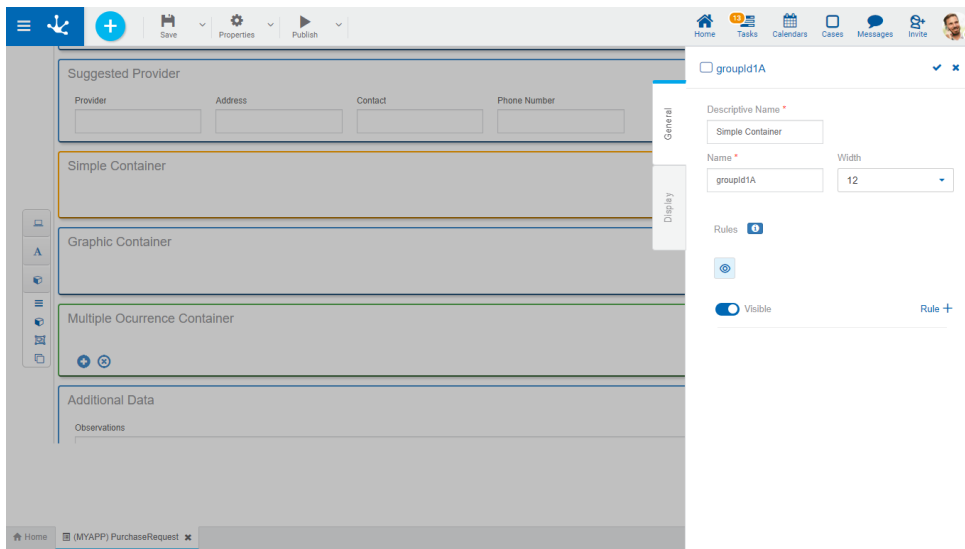 Save
Properties
Publish
Home
13
Tasks
Calendars
Cases
Messages
Invite
Suggested Provider
Provider
Address
Contact
Phone Number
Simple Container
Graphic Container
A
Multiple Ocurrence Container
Additional Data
Observations
General
Display
groupId1A
Descriptive Name *
Simple Container
Name *
Width
groupId1A
12
Rules
Visible
Rule +
Home
(MYAPP) PurchaseRequest